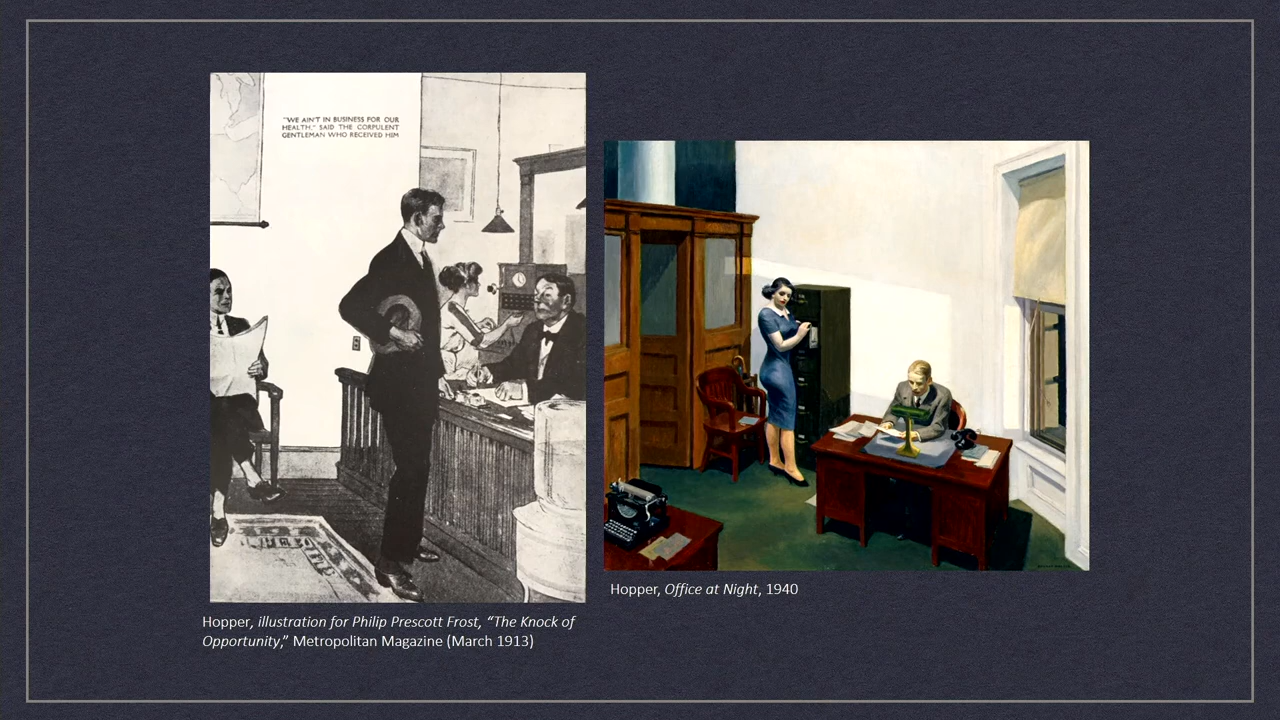 "WE AIN'T IN BUSINESS FOR OUR
HEALTH," SAID THE CORPULENT
GENTLEMAN WHO RECEIVED HIM
Hopper, illustration for Philip Prescott Frost, “The Knock of
Opportunity,” Metropolitan Magazine (March 1913)
Hopper, Office at Night, 1940